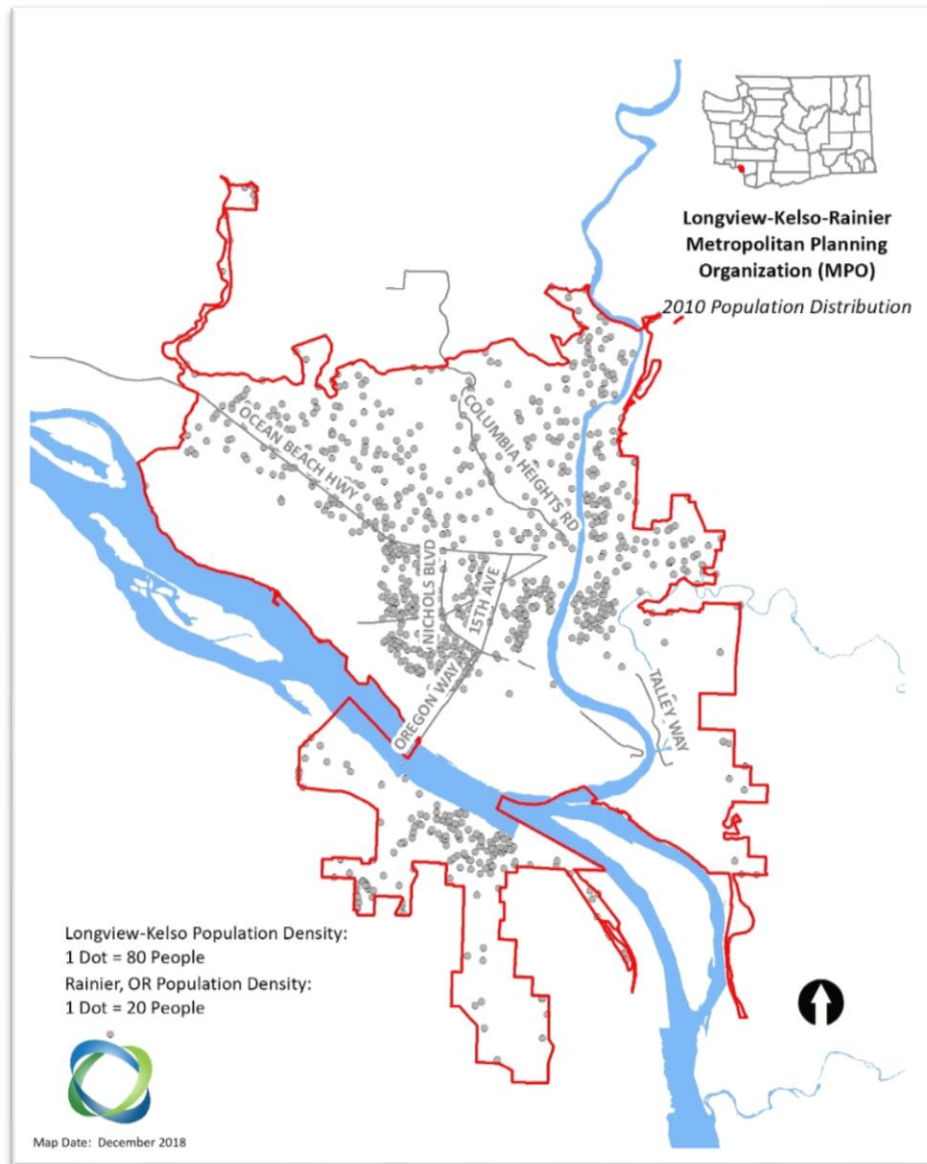 Longview-Kelso-Rainier
Metropolitan Planning
Organization (MPO)
2010 Population Distribution
OCEAN BEACH HWY
COLUMBIA HEIGHTS RD
NICHOLS BLVD
15TH AVE
OREGON WAY
TALLEY WAY
Longview-Kelso Population Density:
1 Dot = 80 People
Rainier, OR Population Density:
1 Dot = 20 People
Map Date: December 2018